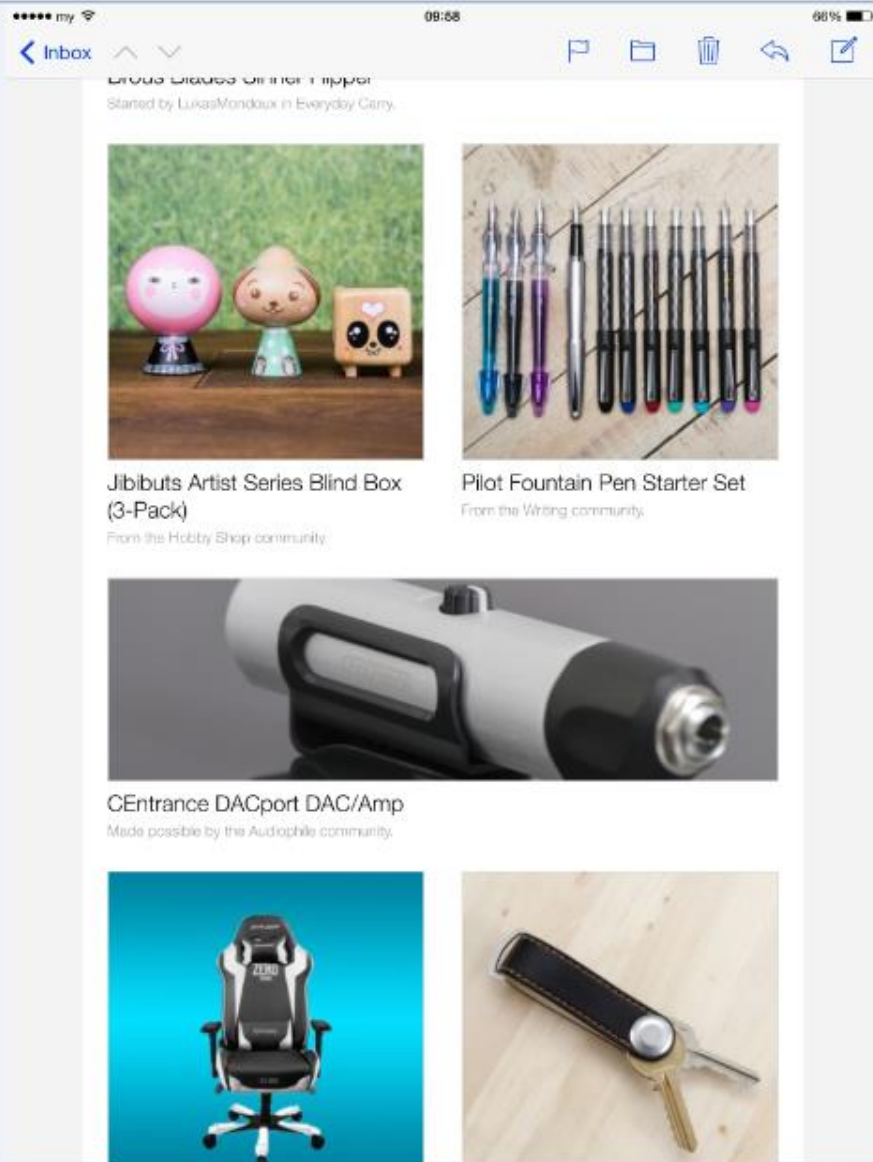 my
09:58
66%
Inbox
Started by LukasMondoux in Everyday Carry.
Jibibuts Artist Series Blind Box
(3-Pack)
From the Hobby Shop community.
Pilot Fountain Pen Starter Set
From the Writing community.
CEntrance DACport DAC/Amp
Made possible by the Audiophile community.
ZERO